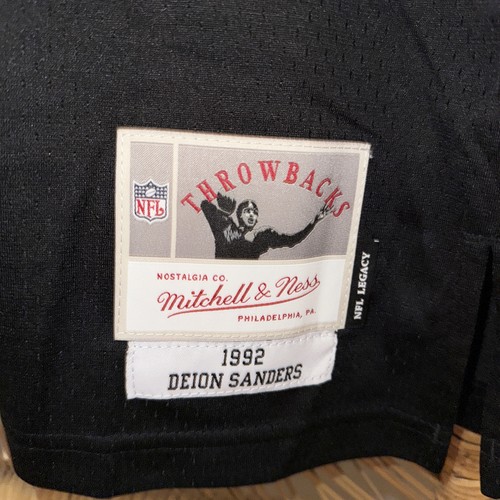 THROWBACKS
NFL
NOSTALGIA CO.
Mitchell & Ness
PHILADELPHIA, PA.
NFL LEGACY
1992
DEION SANDERS